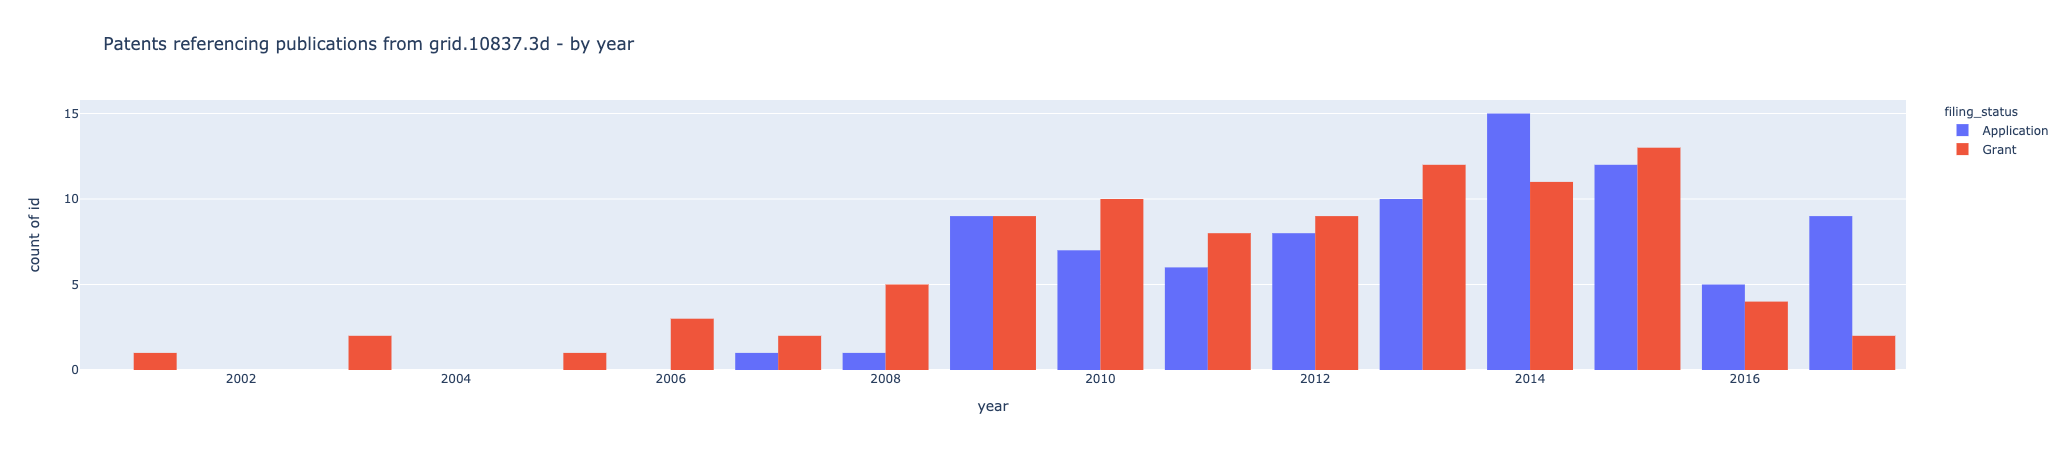 Patents referencing publications from grid.10837.3d - by year
filing_status
Application
Grant
15
10
5
0
count of id
2002 2004 2006 2008 2010 2012 2014 2016
year